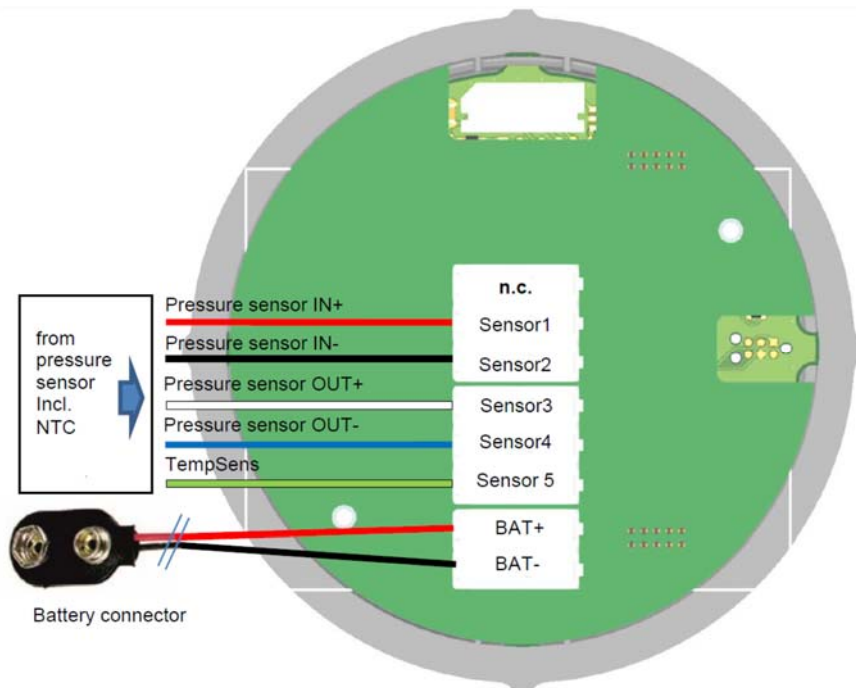 n.c.
Pressure sensor IN+
Sensor1
Pressure sensor IN-
Sensor2
from
pressure
sensor
Incl.
NTC
Pressure sensor OUT+
Sensor3
Pressure sensor OUT-
Sensor4
TempSens
Sensor 5
BAT+
BAT-
Battery connector